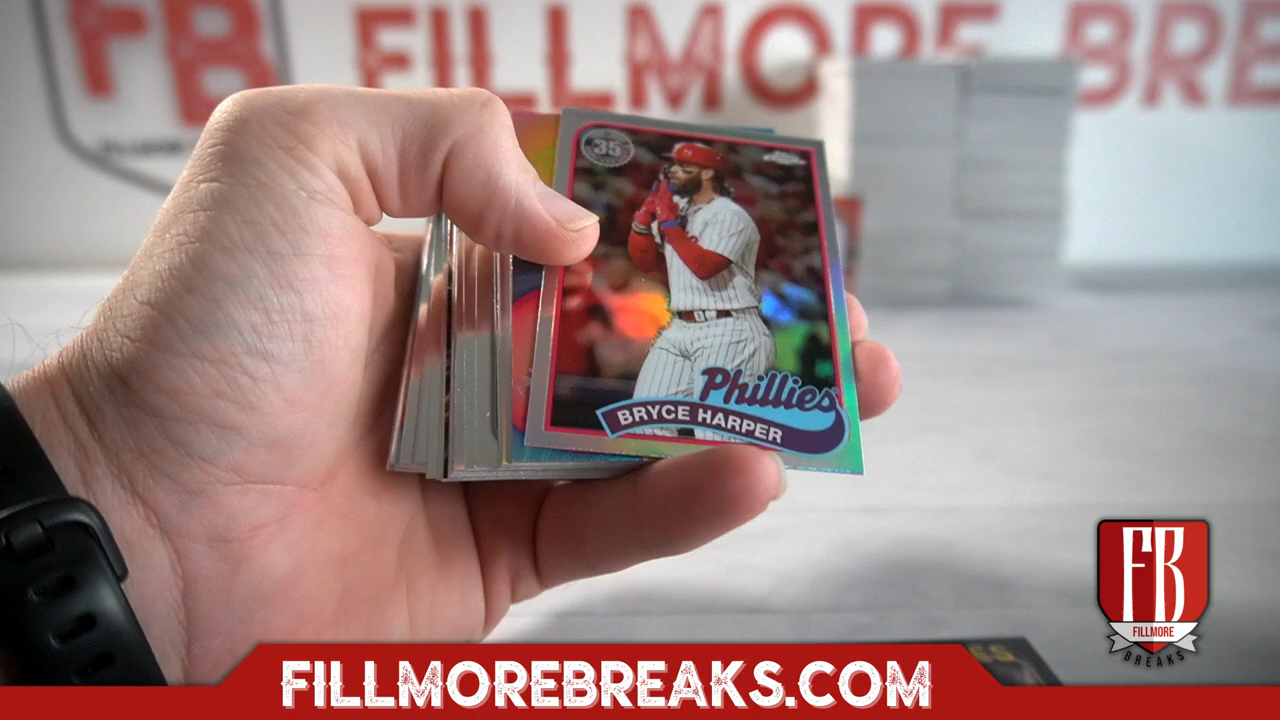 FB
FILLMORE BRE
35
Phillies
BRYCE HARPER
FB
FILLMORE
BREAKS
FILLMOREBREAKS.COM